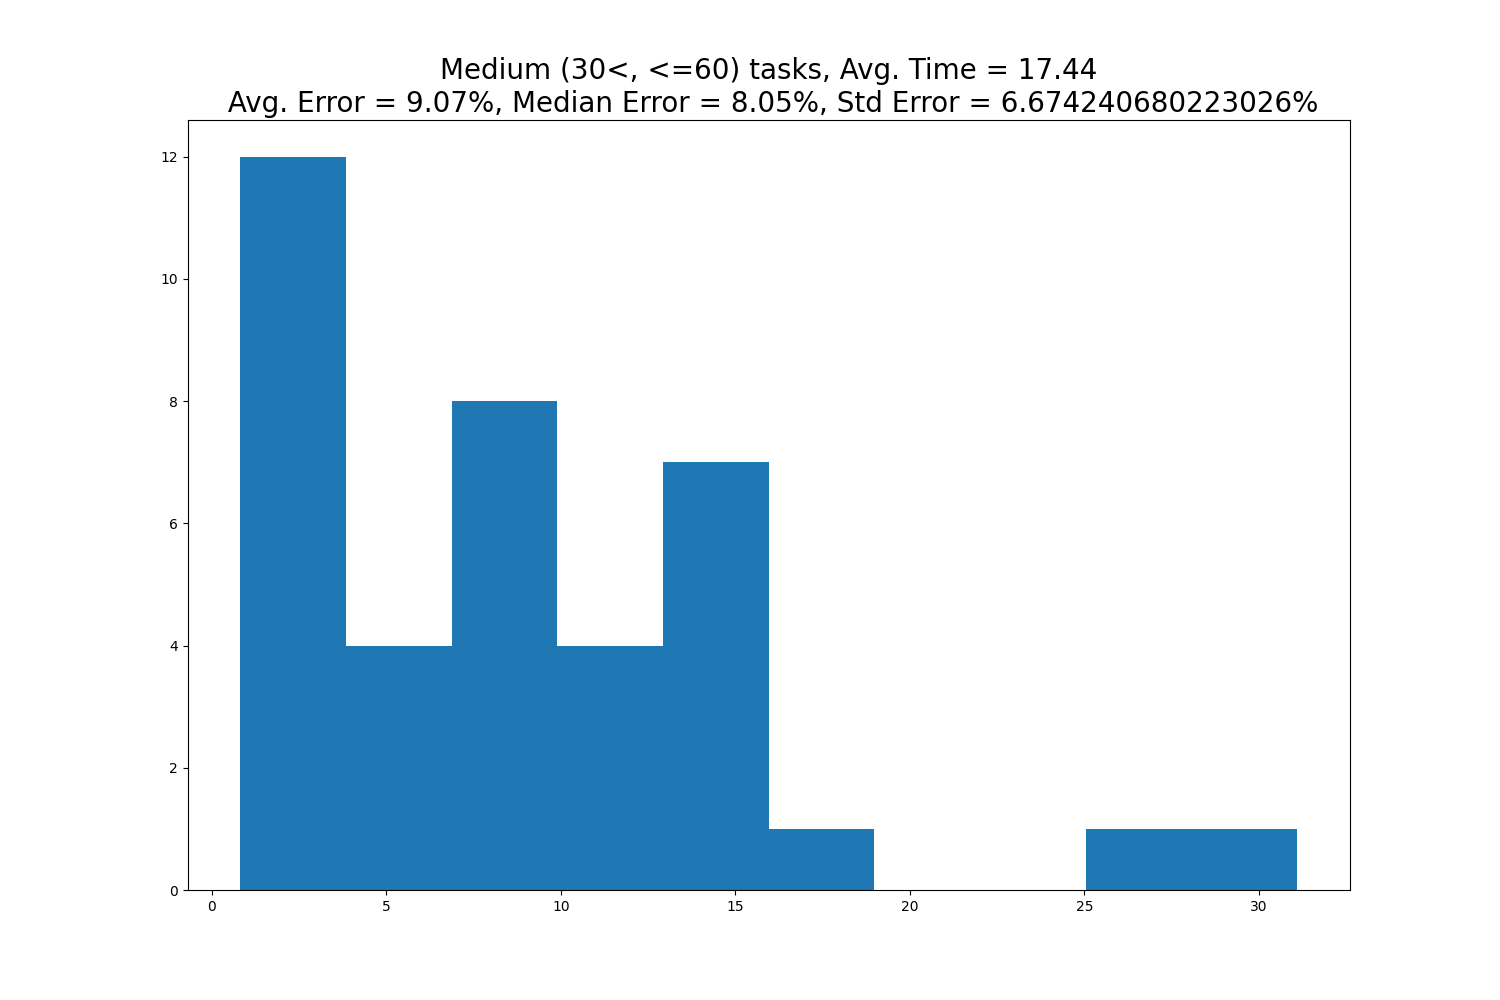 Medium (30<, <=60) tasks, Avg. Time = 17.44
Avg. Error = 9.07%, Median Error = 8.05%, Std Error = 6.674240680223026%
12
10
8
6
4
2
0
0 5 10 15 20 25 30